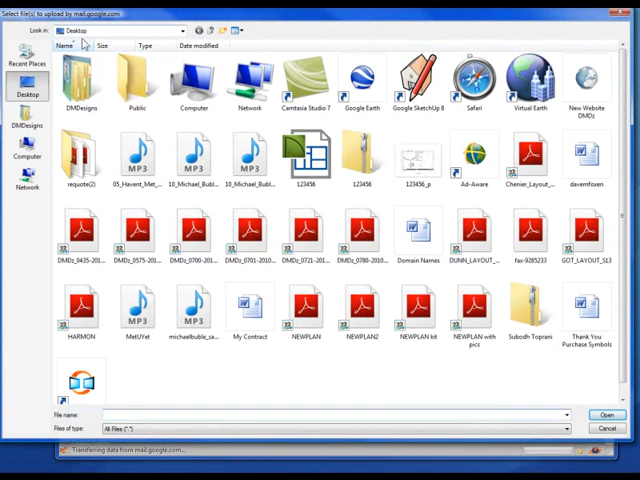 Select file(s) to upload by mail.google.com
Look in:
Desktop
Name
Size
Type
Date modified
Recent Places
Desktop
DMDesigns
Computer
Network
DMDesigns
Public
Computer
Network
Camtasia Studio 7
Google Earth
Google SketchUp 8
Safari
Virtual Earth
New Website
DMDz
requote(2)
MP3
05_Havent_Met_...
MP3
10_Michael_Bubl...
MP3
10_Michael_Bubl...
123456
123456
123456_p
Ad-Aware
Chenier_Layout_...
davemfoxen
DMDz_0435-201...
DMDz_0575-201...
DMDz_0700-201...
DMDz_0701-2010...
DMDz_0721-201...
DMDz_0780-2010...
Domain Names
DUNN_LAYOUT_...
fax-9285233
GOT_LAYOUT_S13
HARMON
MP3
MetUYet
MP3
michaelbuble_sa...
My Contract
NEWPLAN
NEWPLAN2
NEWPLAN kit
NEWPLAN with
pics
Subodh Toprani
Thank You
Purchase Symbols
File name:
Open
Files of type:
All Files (*.*)
Cancel
Transferring data from mail.google.com...